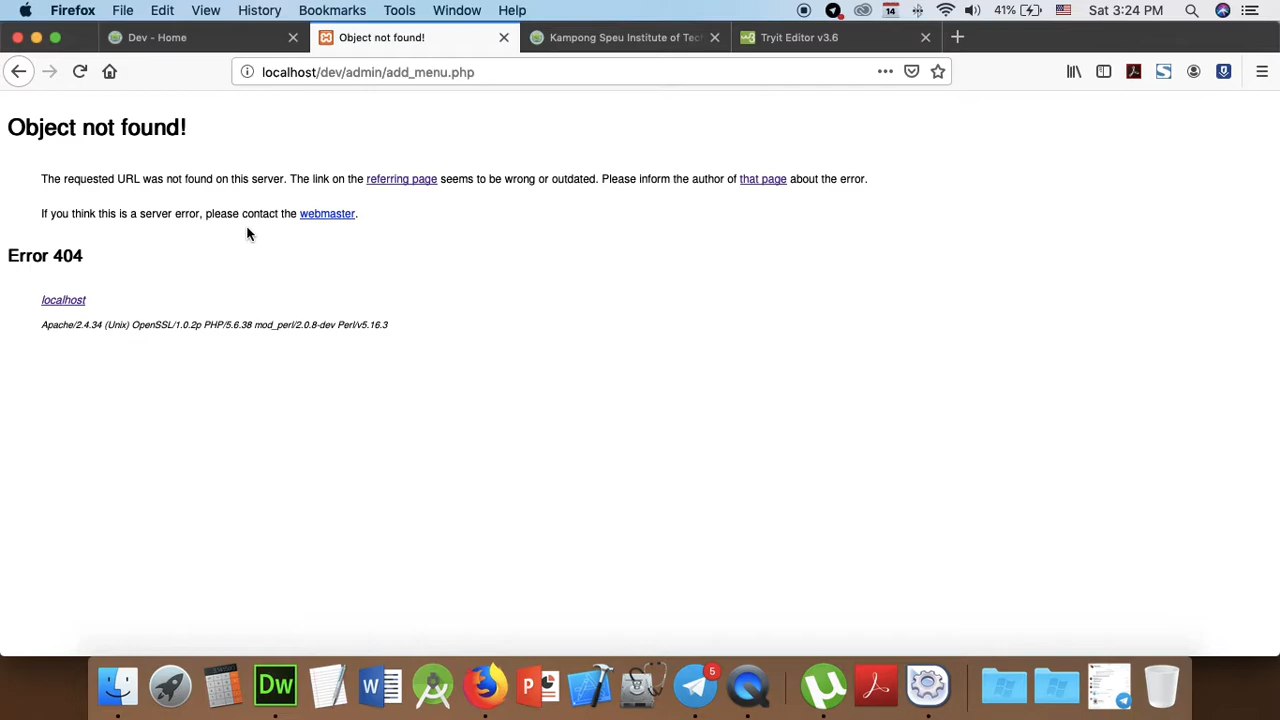 Firefox File Edit View History Bookmarks Tools Window Help 14 41% Sat 3:24 PM
Dev - Home Object not found! Kampong Speu Institute of Tec Tryit Editor v3.6
localhost/dev/admin/add_menu.php
Object not found!
The requested URL was not found on this server. The link on the referring page seems to be wrong or outdated. Please inform the author of that page about the error.
If you think this is a server error, please contact the webmaster.
Error 404
localhost
Apache/2.4.34 (Unix) OpenSSL/1.0.2p PHP/5.6.38 mod_perl/2.0.8-dev Perl/v5.16.3
Dw W P 5